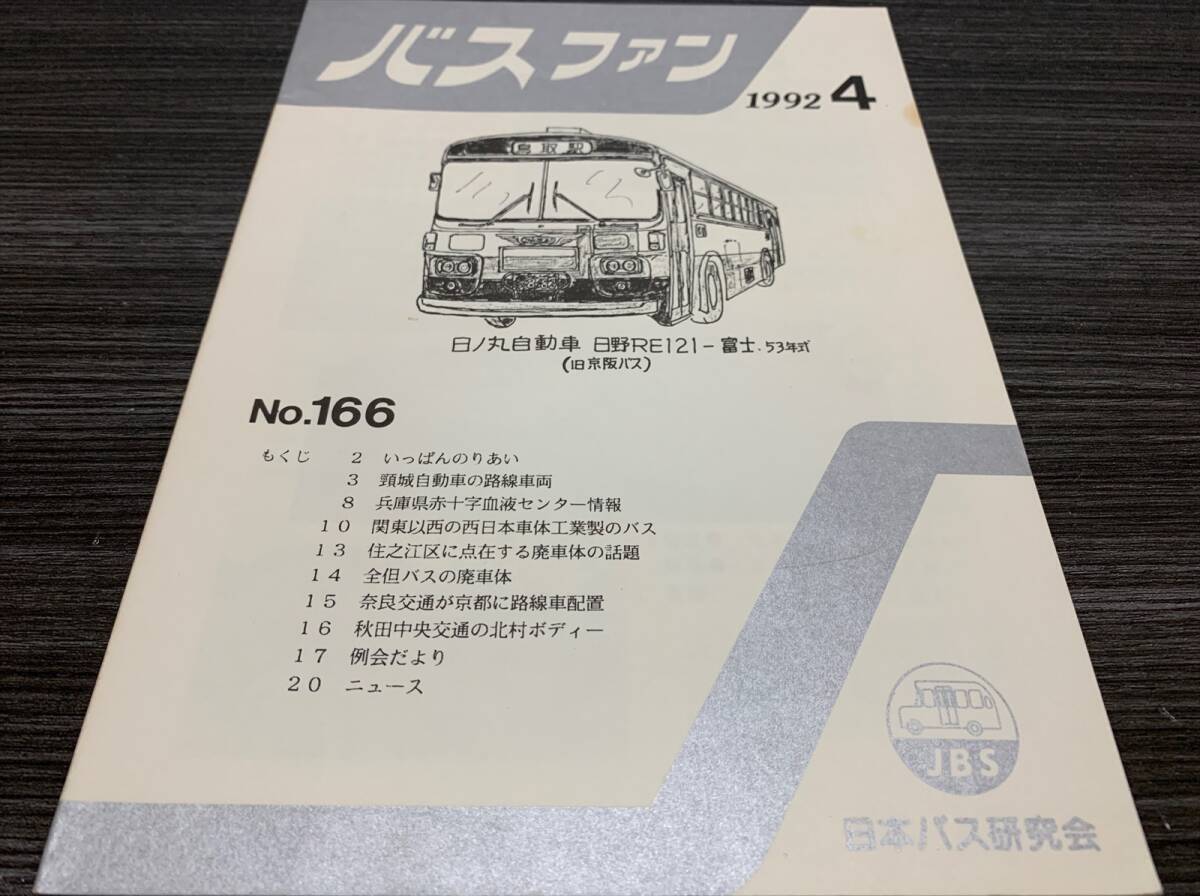 バスファン
1992 4
鳥取駅
日ノ丸自動車 日野RE121-富士.53年式
(旧京阪バス)
No.166
もくじ 2 いっぱんのりあい
3 頸城自動車の路線車両
8 兵庫県赤十字血液センター情報
10 関東以西の西日本車体工業製のバス
13 住之江区に点在する廃車体の話題
14 全但バスの廃車体
15 奈良交通が京都に路線車配置
16 秋田中央交通の北村ボディー
17 例会だより
20 ニュース
JBS
日本バス研究会